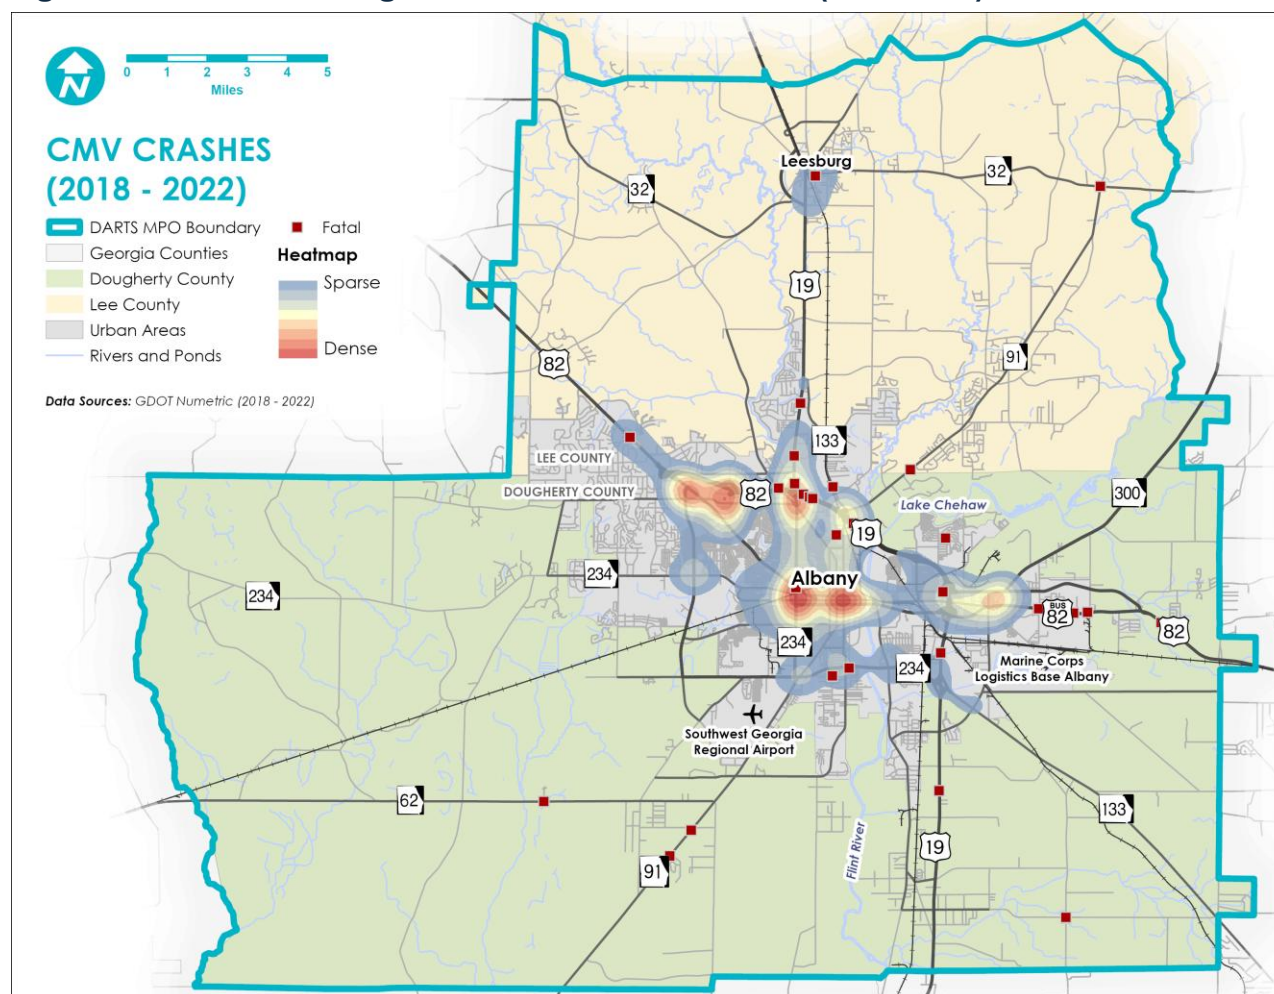 N
0 1 2 3 4 5
Miles
CMV CRASHES
(2018 - 2022)
DARTS MPO Boundary
Georgia Counties
Dougherty County
Lee County
Urban Areas
Rivers and Ponds
Fatal
Heatmap
Sparse
Dense
Data Sources: GDOT Numetric (2018 - 2022)
Leesburg
32
32
19
82
91
133
LEE COUNTY
DOUGHERTY COUNTY
82
300
Lake Chehaw
19
234
234
Albany
BUS
82
82
234
234
Marine Corps
Logistics Base Albany
Southwest Georgia
Regional Airport
62
133
19
Flint River
91